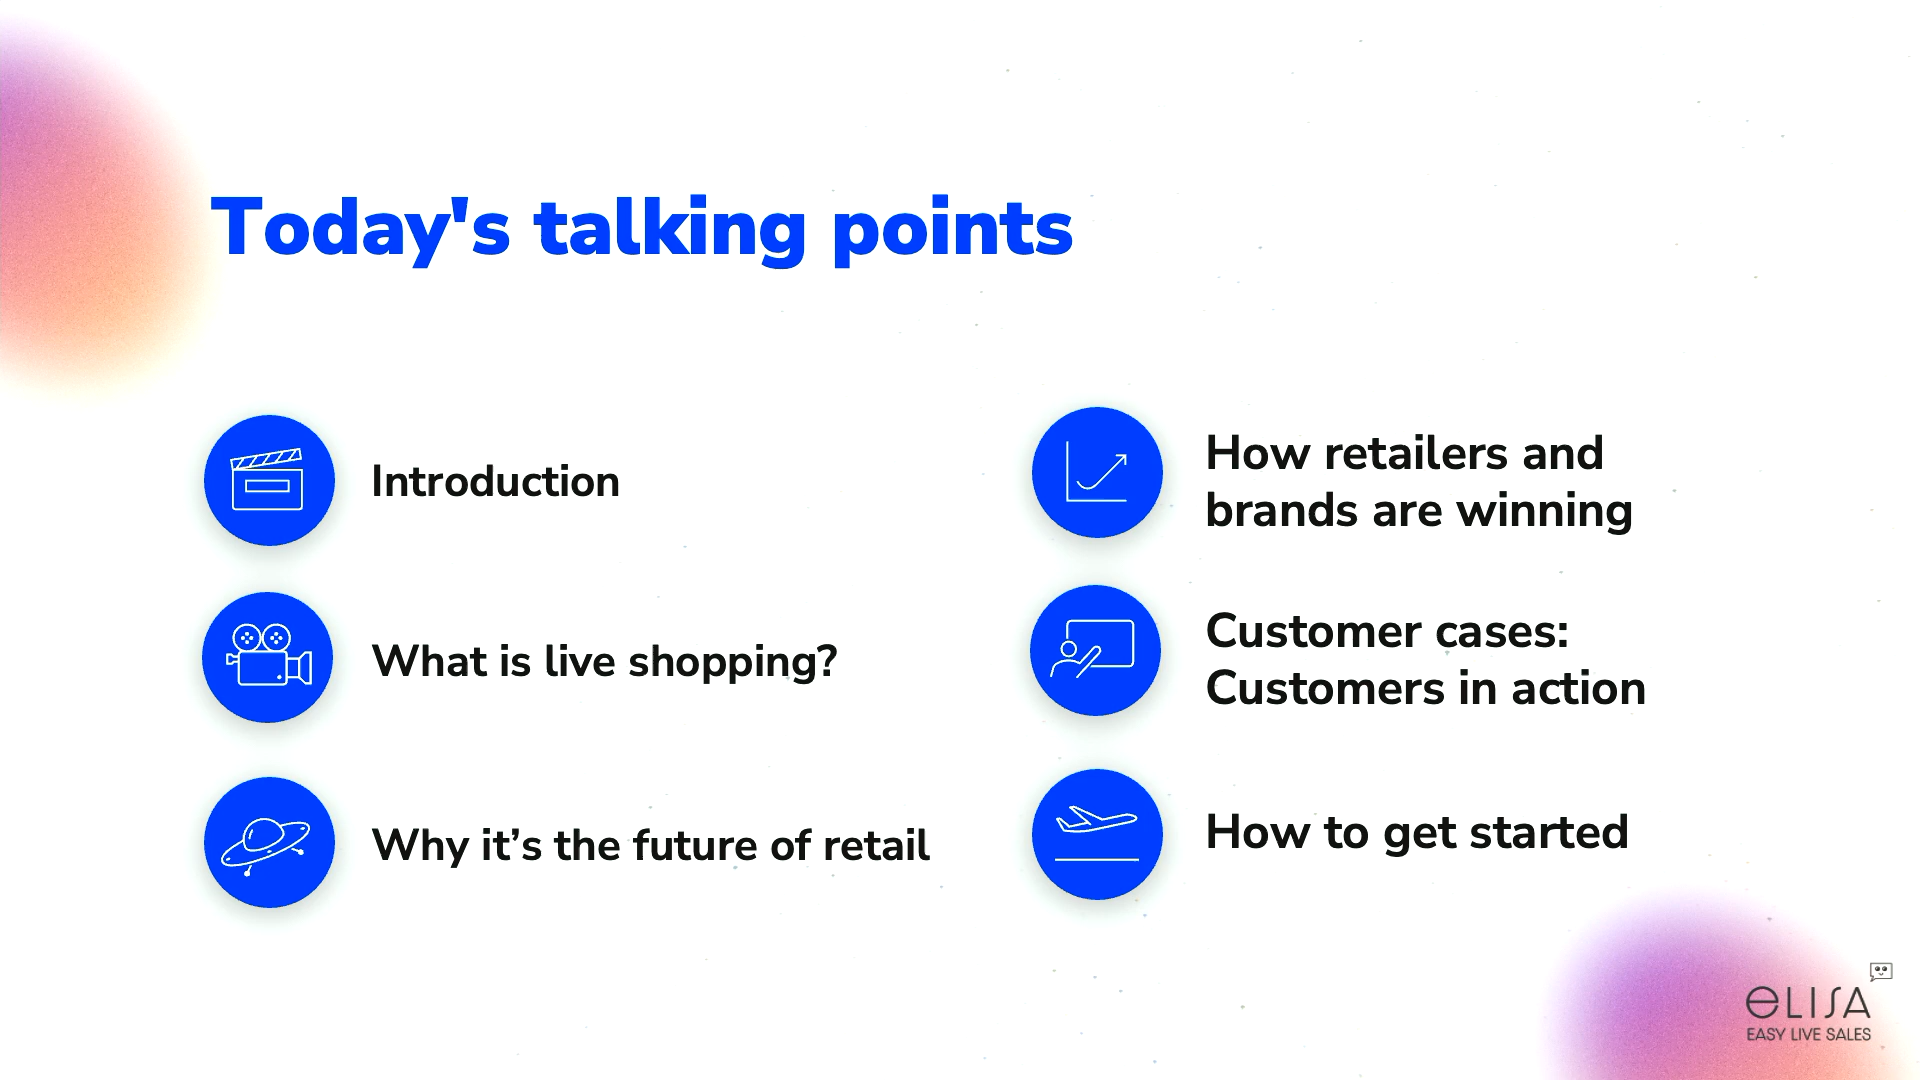 Today's talking points
Introduction
What is live shopping?
Why it’s the future of retail
How retailers and
brands are winning
Customer cases:
Customers in action
How to get started
eLISA
EASY LIVE SALES